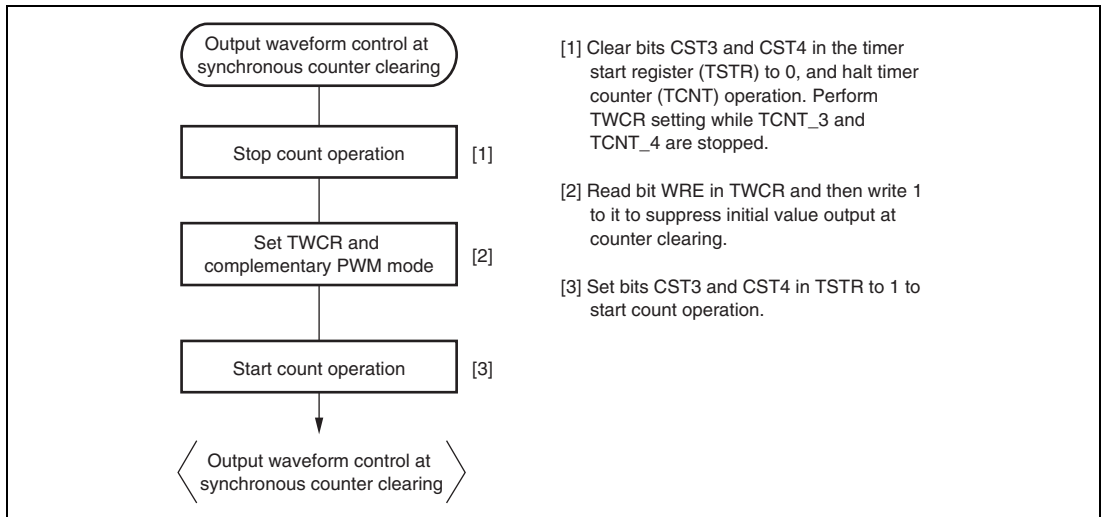 Output waveform control at
synchronous counter clearing
Stop count operation
[1]
Set TWCR and
complementary PWM mode
[2]
Start count operation
[3]
Output waveform control at
synchronous counter clearing
[1] Clear bits CST3 and CST4 in the timer
start register (TSTR) to 0, and halt timer
counter (TCNT) operation. Perform
TWCR setting while TCNT_3 and
TCNT_4 are stopped.
[2] Read bit WRE in TWCR and then write 1
to it to suppress initial value output at
counter clearing.
[3] Set bits CST3 and CST4 in TSTR to 1 to
start count operation.